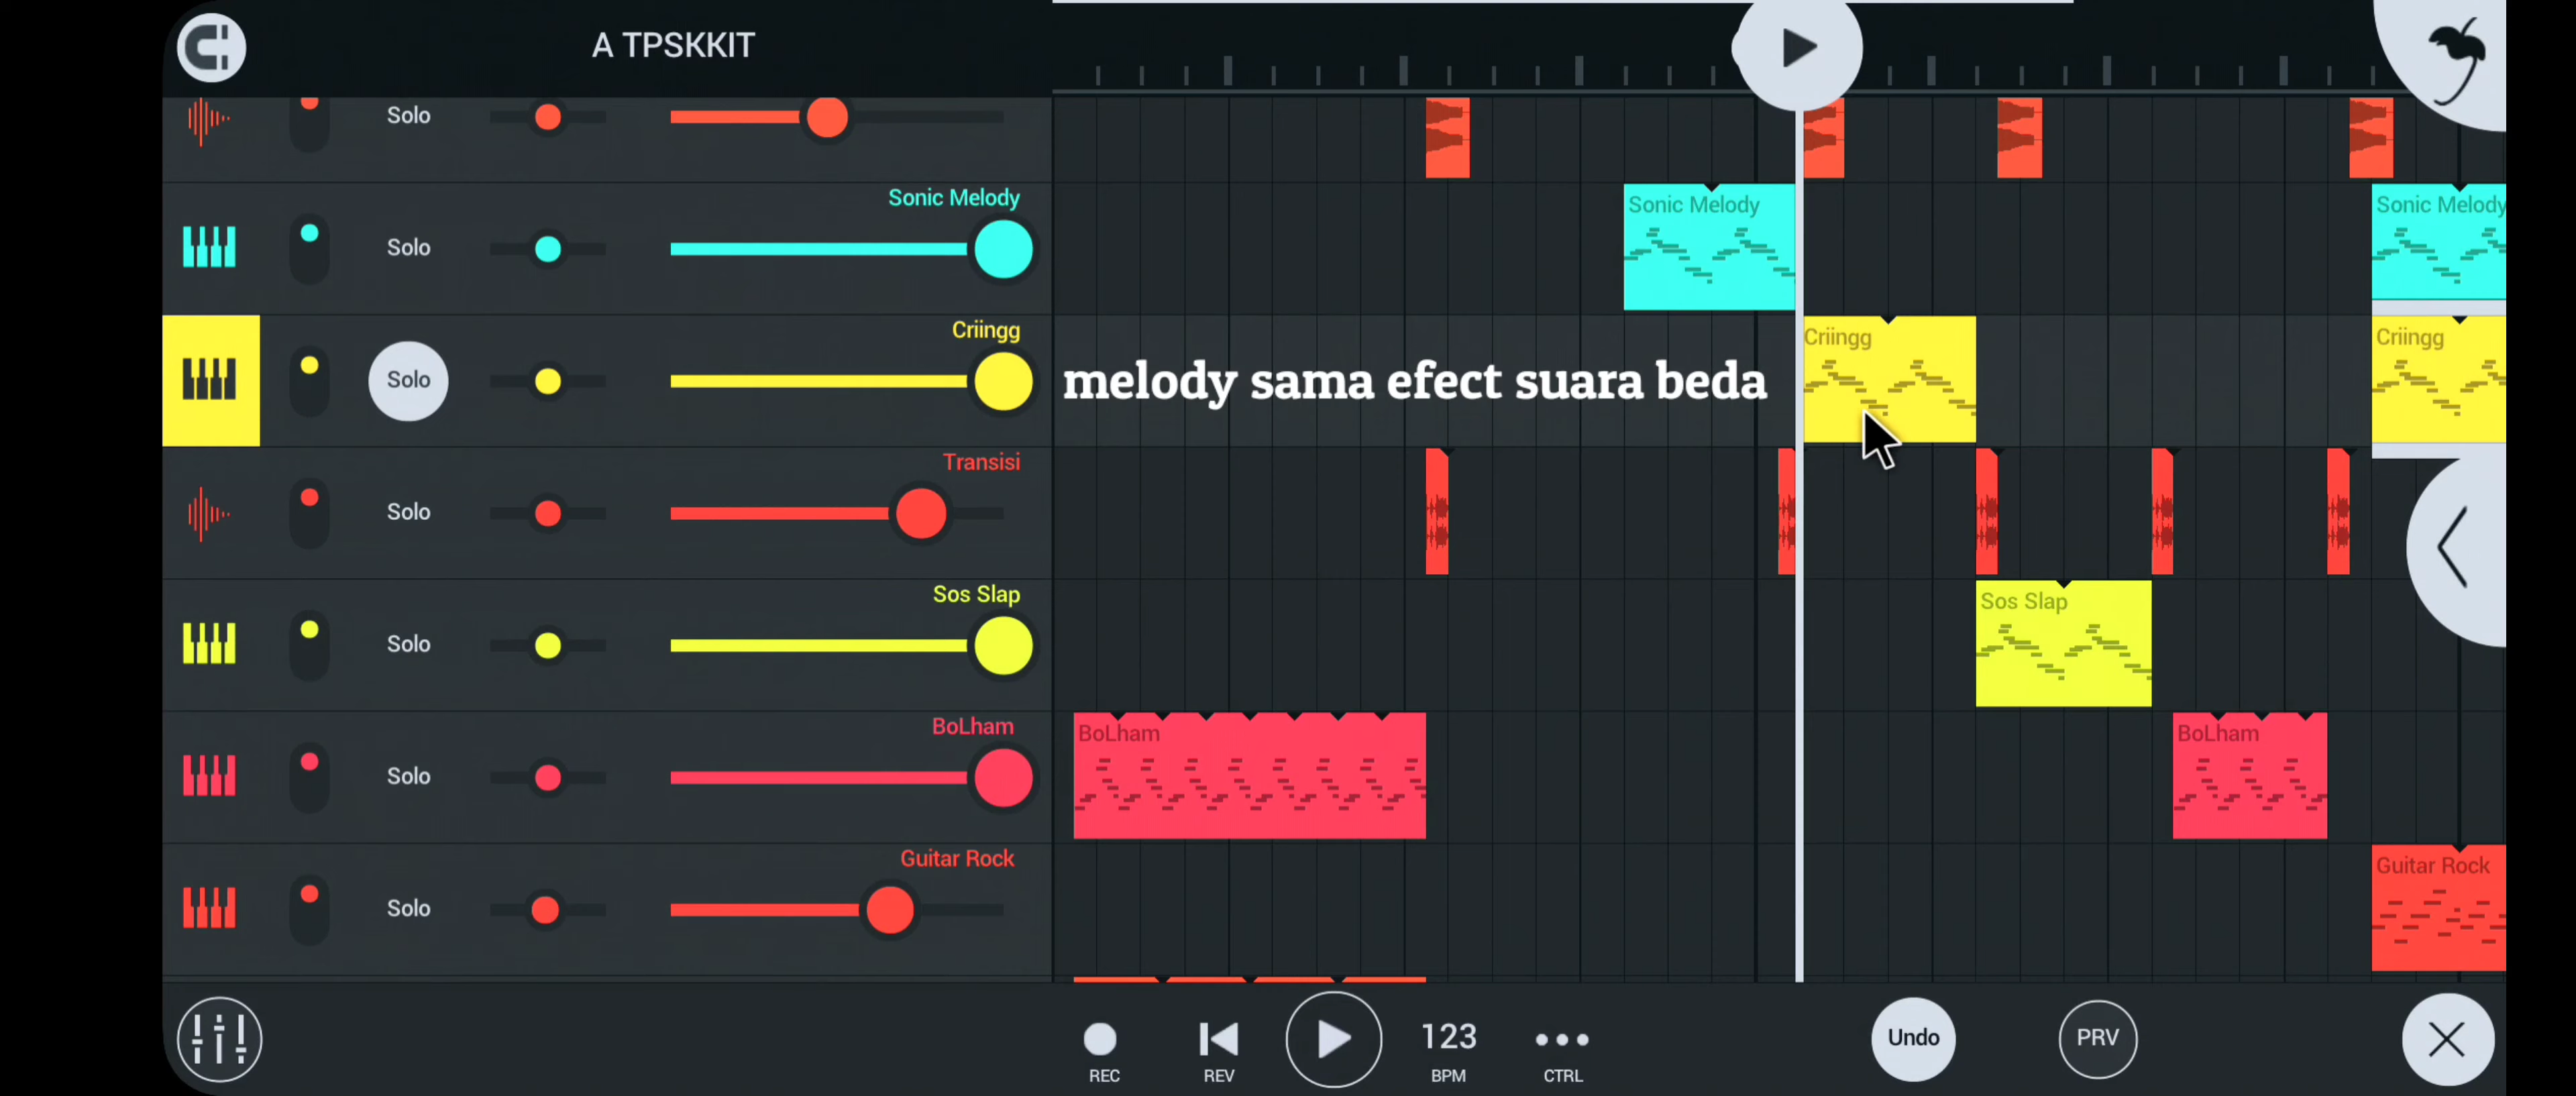 A TPSKKIT
Solo
Sonic Melody
Solo
Sonic Melody
Sonic Melody
Criingg
Solo
melody sama efect suara beda
Criingg
Criingg
Transisi
Solo
Sos Slap
Solo
Sos Slap
BoLham
Solo
BoLham
BoLham
Guitar Rock
Solo
Guitar Rock
REC
REV
123
BPM
CTRL
Undo
PRV